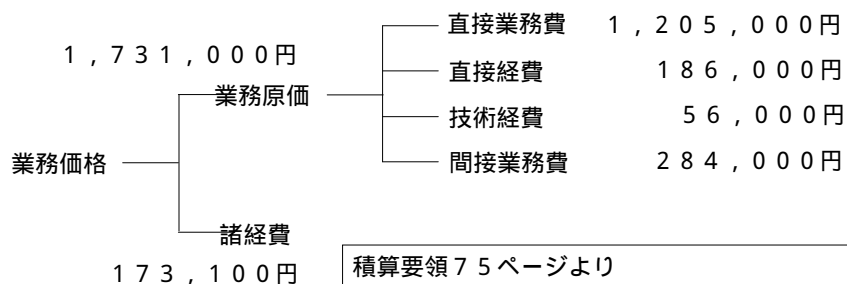 直接業務費 1,205,000円
1,731,000円
直接経費 186,000円
業務原価
技術経費 56,000円
業務価格
間接業務費 284,000円
諸経費
173,100円
積算要領75ページより